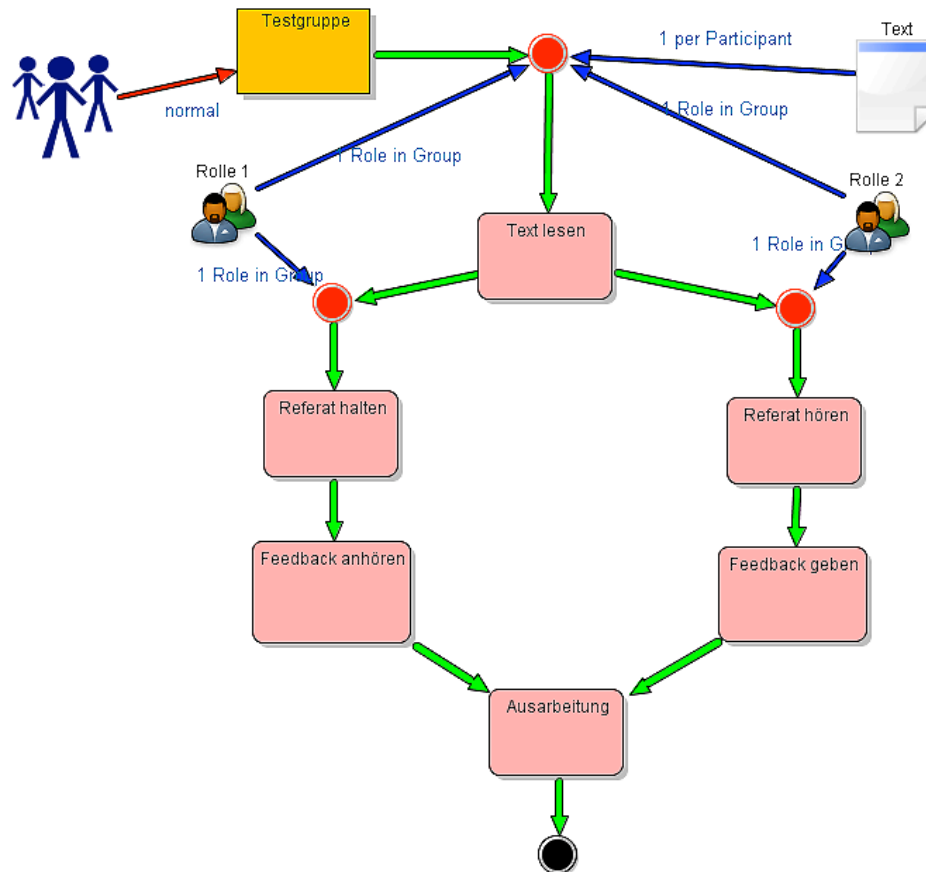 Testgruppe
Text
1 per Participant
normal
1 Role in Group
1 Role in Group
Rolle 1
Rolle 2
Text lesen
1 Role in Group
1 Role in G
Referat halten
Referat hören
Feedback anhören
Feedback geben
Ausarbeitung